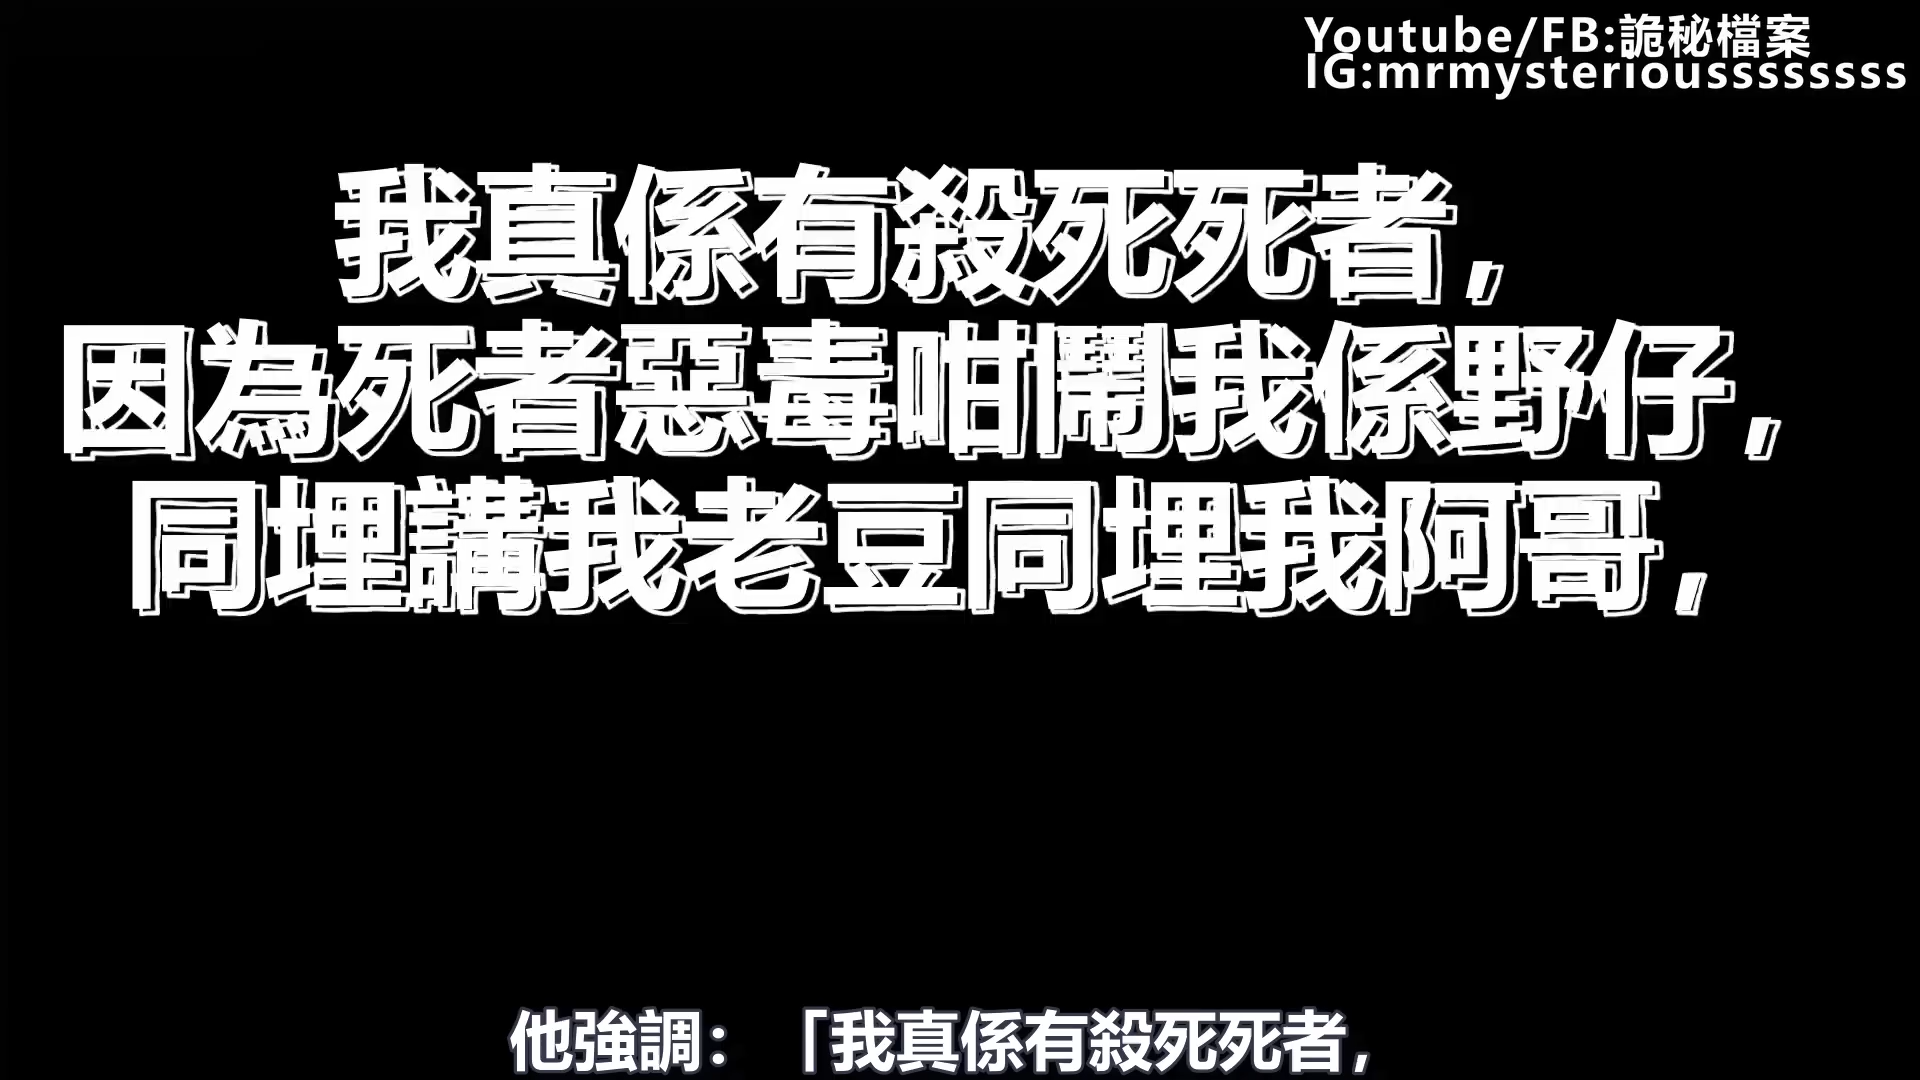 Youtube/FB:詭秘檔案
IG:mrmysteriousssssssss
我真係有殺死死者,
因為死者惡毒咁鬧我係野仔,
同埋講我老豆同埋我阿哥,
他強調：「我真係有殺死死者,